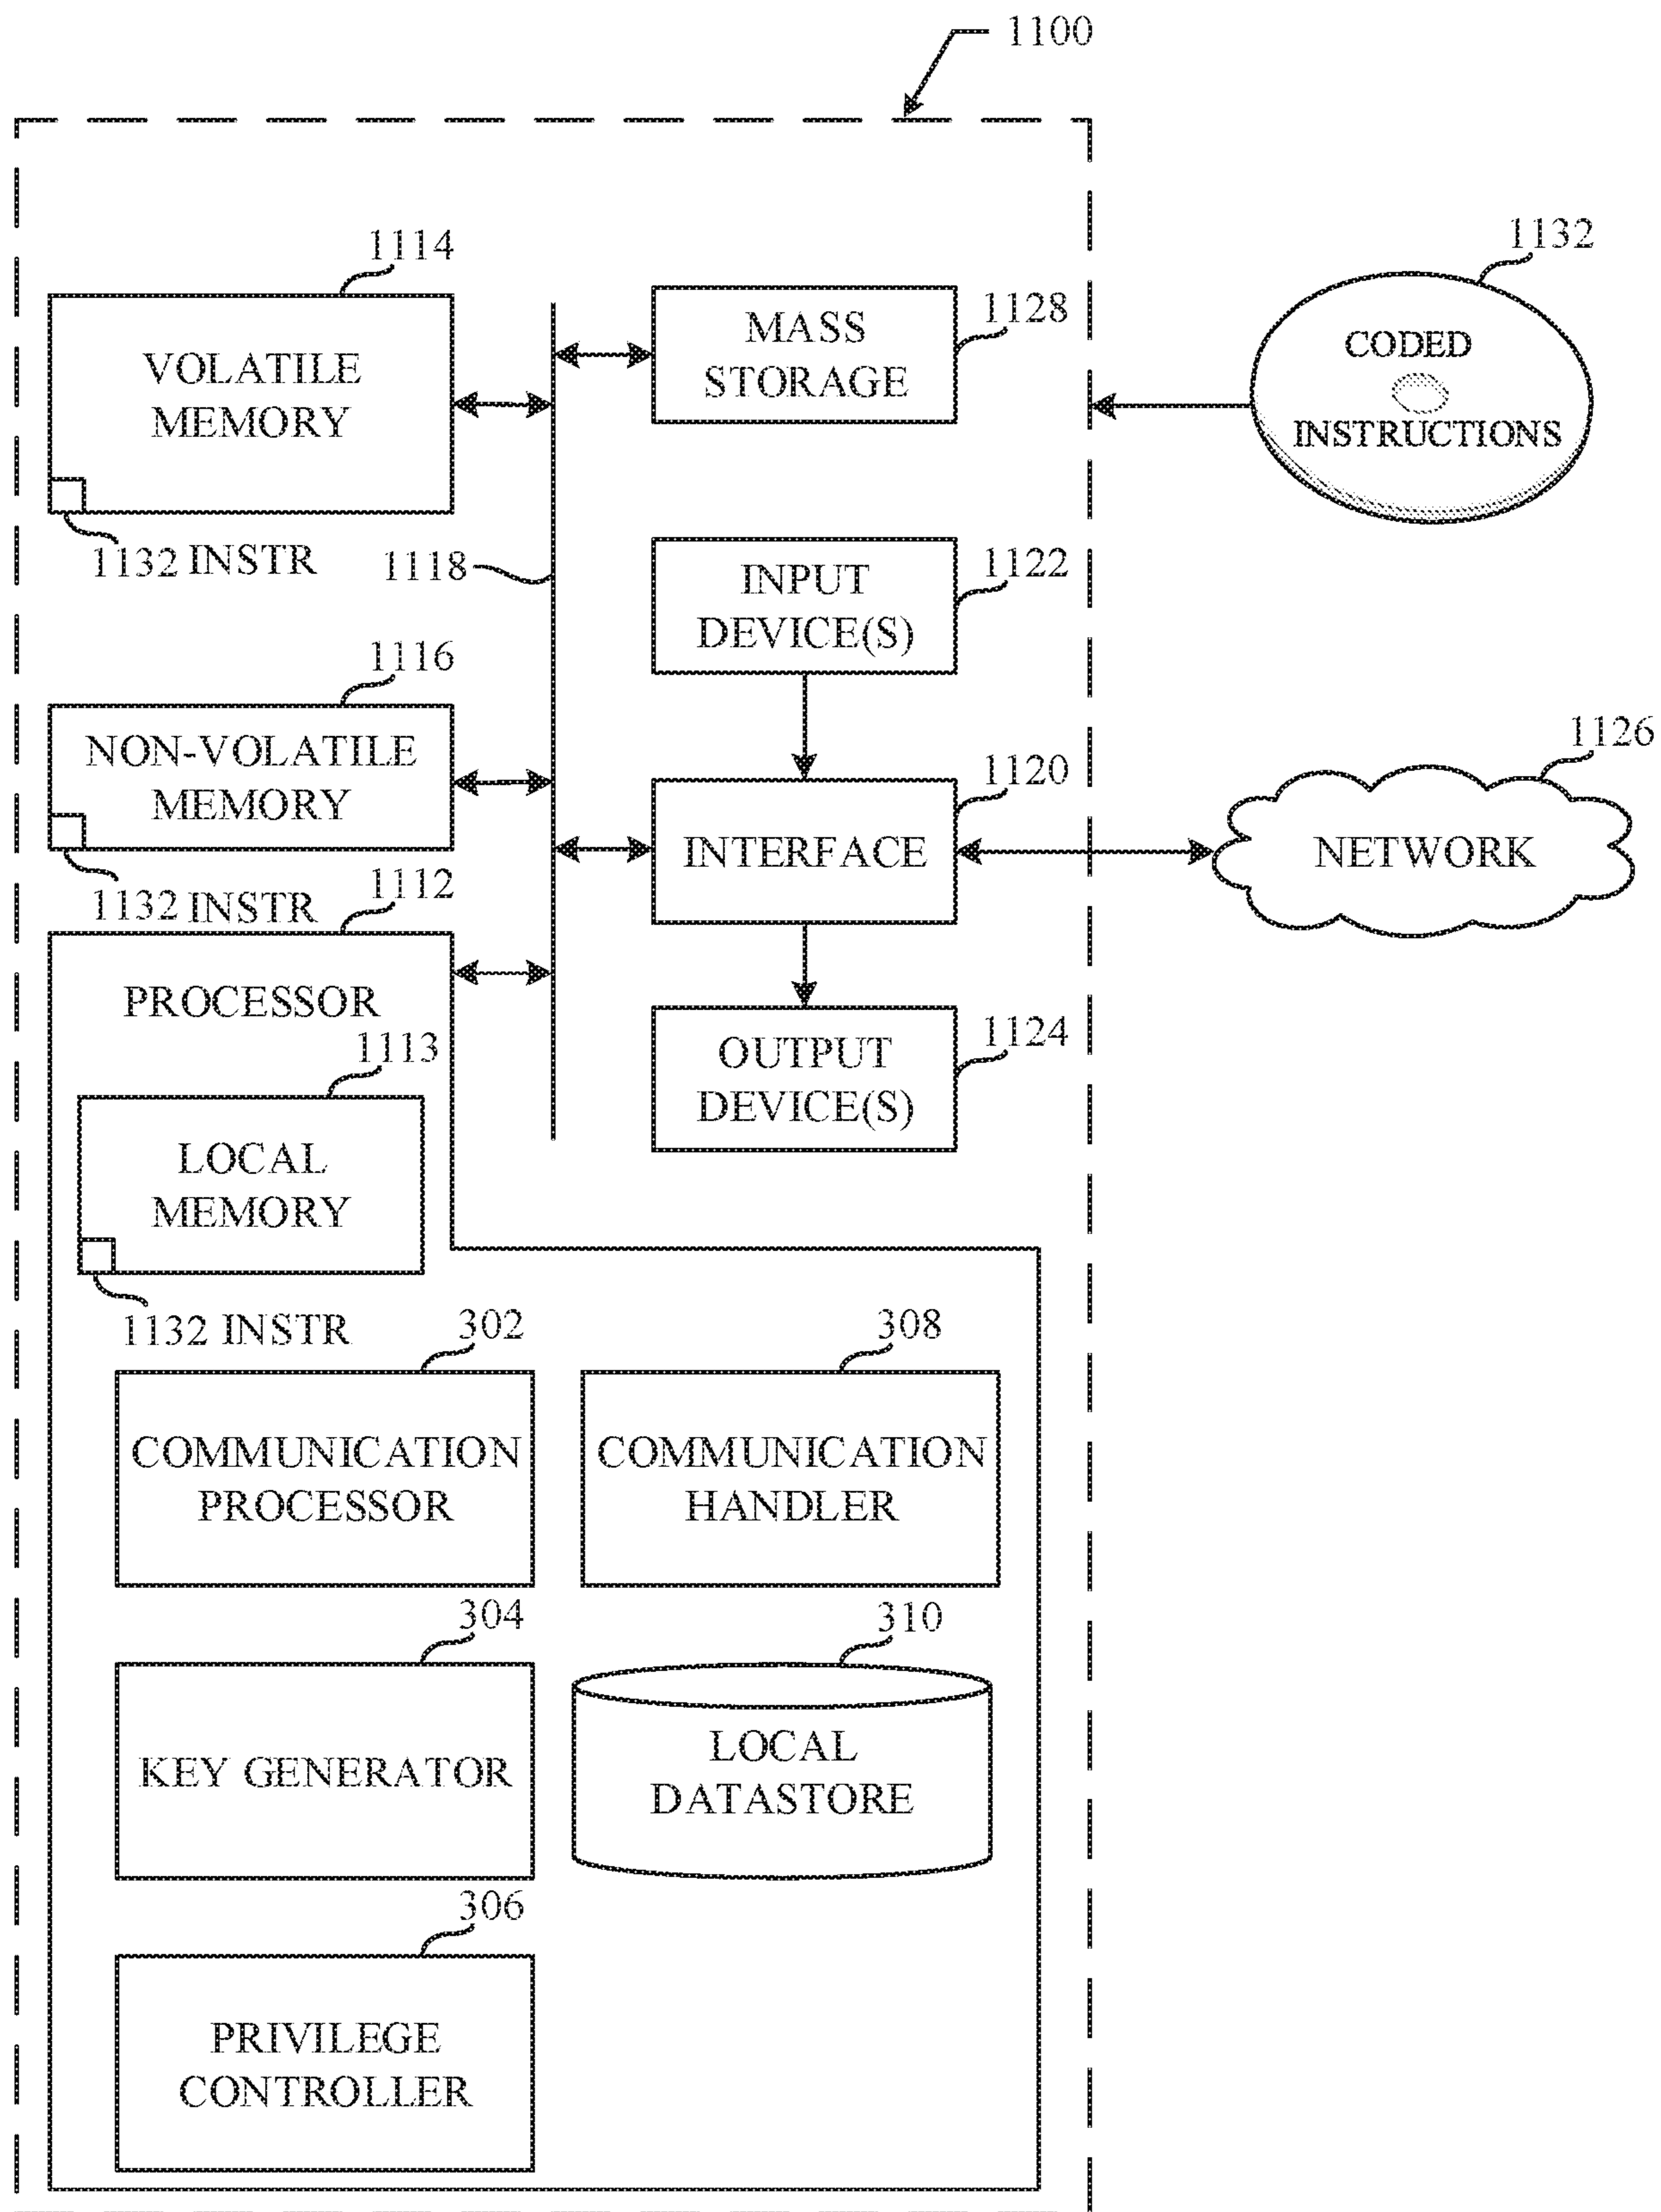 1100
1114
VOLATILE
MEMORY
1132 INSTR
1118
MASS
STORAGE
1128
1132
CODED
INSTRUCTIONS
INPUT
DEVICE(S)
1122
1116
NON-VOLATILE
MEMORY
1132 INSTR
INTERFACE
1120
1126
NETWORK
1112
PROCESSOR
OUTPUT
DEVICE(S)
1124
1113
LOCAL
MEMORY
1132 INSTR
302
COMMUNICATION
PROCESSOR
308
COMMUNICATION
HANDLER
304
KEY GENERATOR
310
LOCAL
DATASTORE
306
PRIVILEGE
CONTROLLER